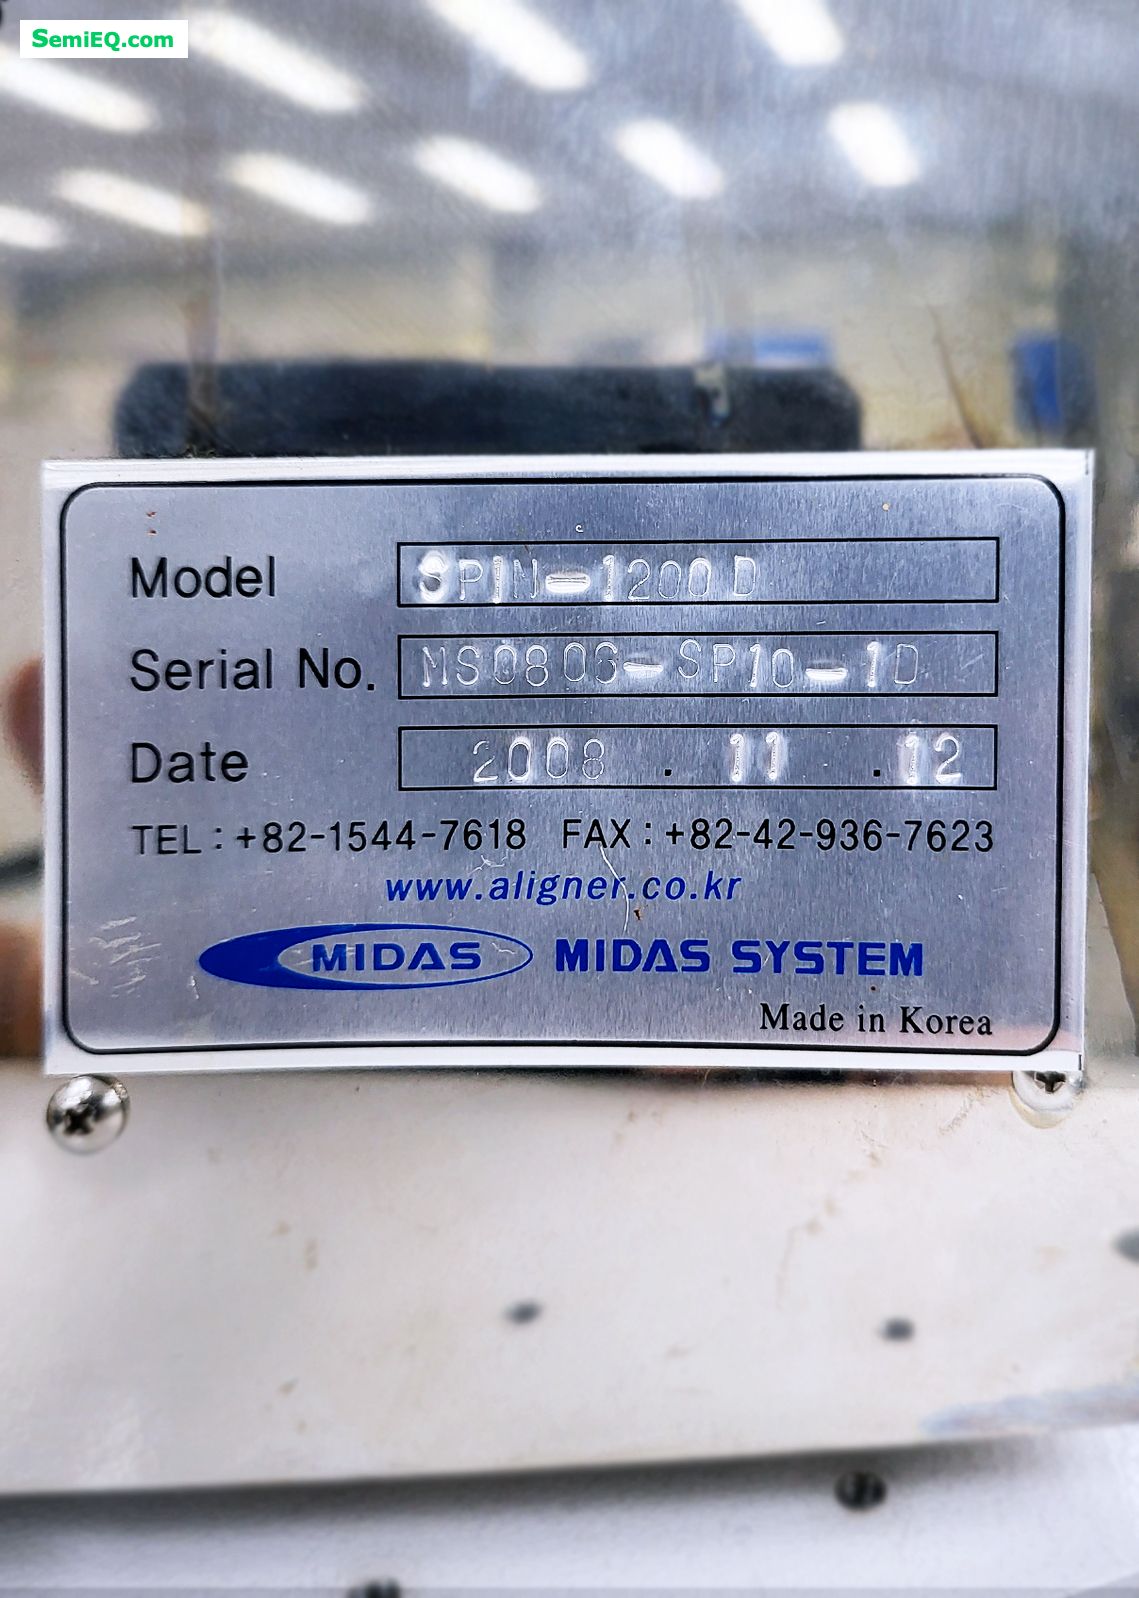 SemiEQ.com
Model SPIN-1200D
Serial No. MS0806-SP10-1D
Date 2008 . 11 .12
TEL : +82-1544-7618 FAX : +82-42-936-7623
www.aligner.co.kr
MIDAS MIDAS SYSTEM
Made in Korea